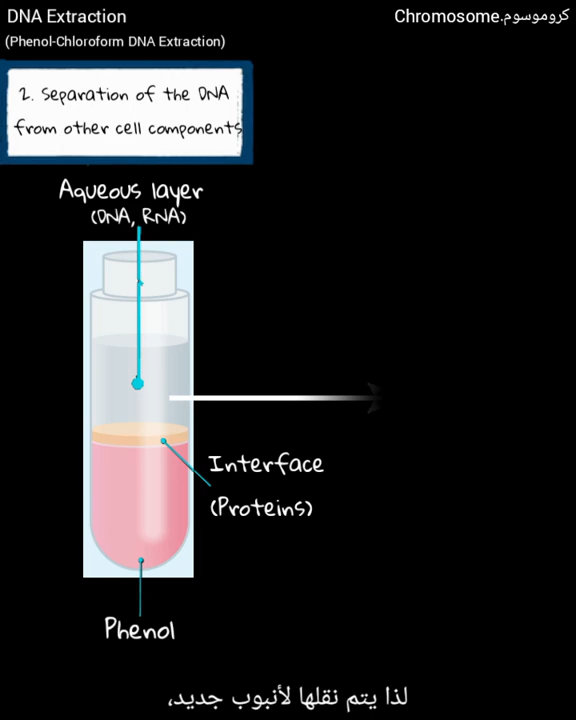 DNA Extraction
Chromosome.كروموسوم
(Phenol-Chloroform DNA Extraction)
2. Separation of the DNA
from other cell components
Aqueous layer
(DNA, RNA)
Interface
(Proteins)
Phenol
لذا يتم نقلها لأنبوب جديد،